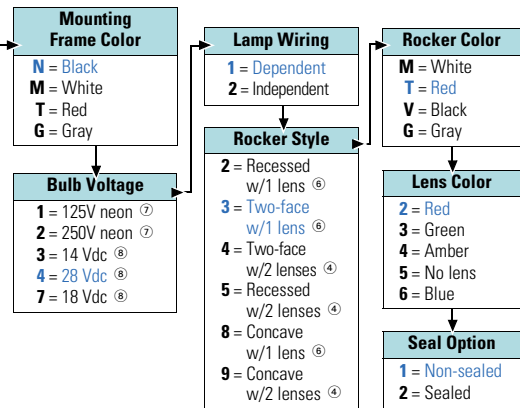 Mounting
Frame Color
N = Black
M = White
T = Red
G = Gray
Bulb Voltage
1 = 125V neon ⑦
2 = 250V neon ⑦
3 = 14 Vdc ⑧
4 = 28 Vdc ⑧
7 = 18 Vdc ⑧
Lamp Wiring
1 = Dependent
2 = Independent
Rocker Style
2 = Recessed
w/1 lens ⑥
3 = Two-face
w/1 lens ⑥
4 = Two-face
w/2 lenses ④
5 = Recessed
w/2 lenses ④
8 = Concave
w/1 lens ⑥
9 = Concave
w/2 lenses ④
Rocker Color
M = White
T = Red
V = Black
G = Gray
Lens Color
2 = Red
3 = Green
4 = Amber
5 = No lens
6 = Blue
Seal Option
1 = Non-sealed
2 = Sealed